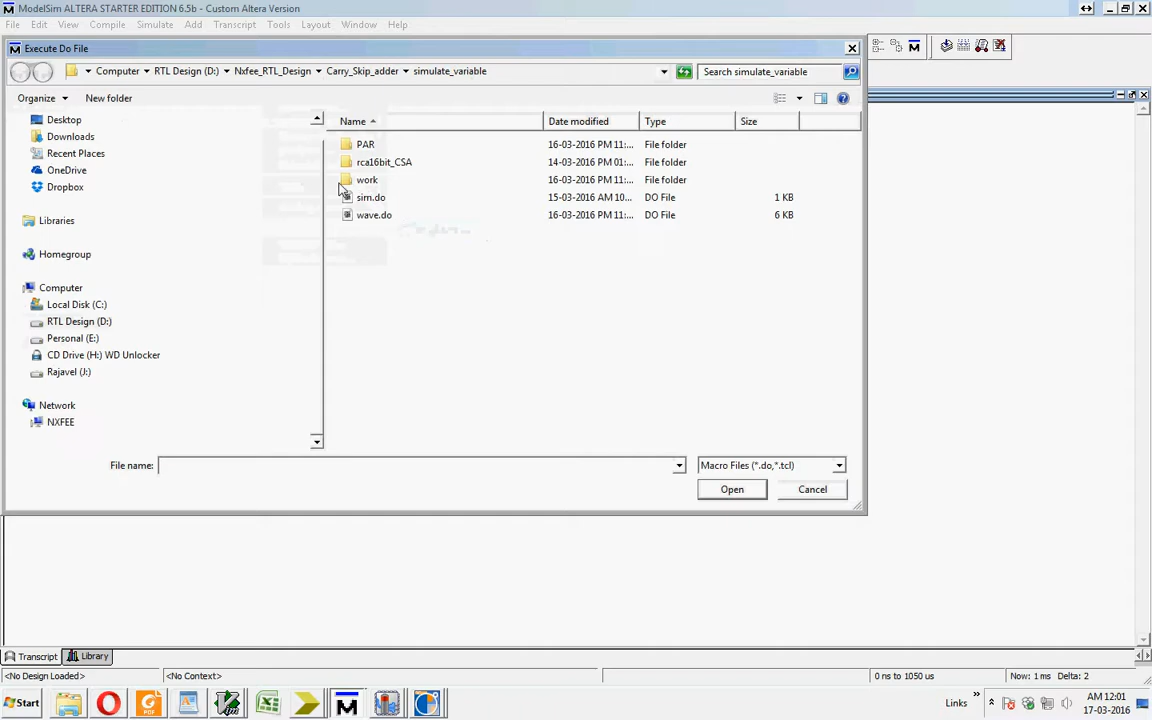 ModelSim ALTERA STARTER EDITION 6.5b - Custom Altera Version
File Edit View Compile Simulate Add Transcript Tools Layout Window Help
Execute Do File
Computer RTL Design (D:) Nxfee_RTL_Design Carry_Skip_adder simulate_variable
Search simulate_variable
Organize New folder
Name Date modified Type Size
Desktop
Downloads
Recent Places
OneDrive
Dropbox
Libraries
Homegroup
Computer
Local Disk (C:)
RTL Design (D:)
Personal (E:)
CD Drive (H:) WD Unlocker
Rajavel (J:)
Network
NXFEE
PAR 16-03-2016 PM 11:... File folder
rca16bit_CSA 14-03-2016 PM 01:... File folder
work 16-03-2016 PM 11:... File folder
sim.do 15-03-2016 AM 10... DO File 1 KB
wave.do 16-03-2016 PM 11:... DO File 6 KB
File name:
Macro Files (*.do,*.tcl)
Open Cancel
Transcript Library
<No Design Loaded> <No Context> 0 ns to 1050 us Now: 1 ms Delta: 2
Start
Links
AM 12:01
17-03-2016